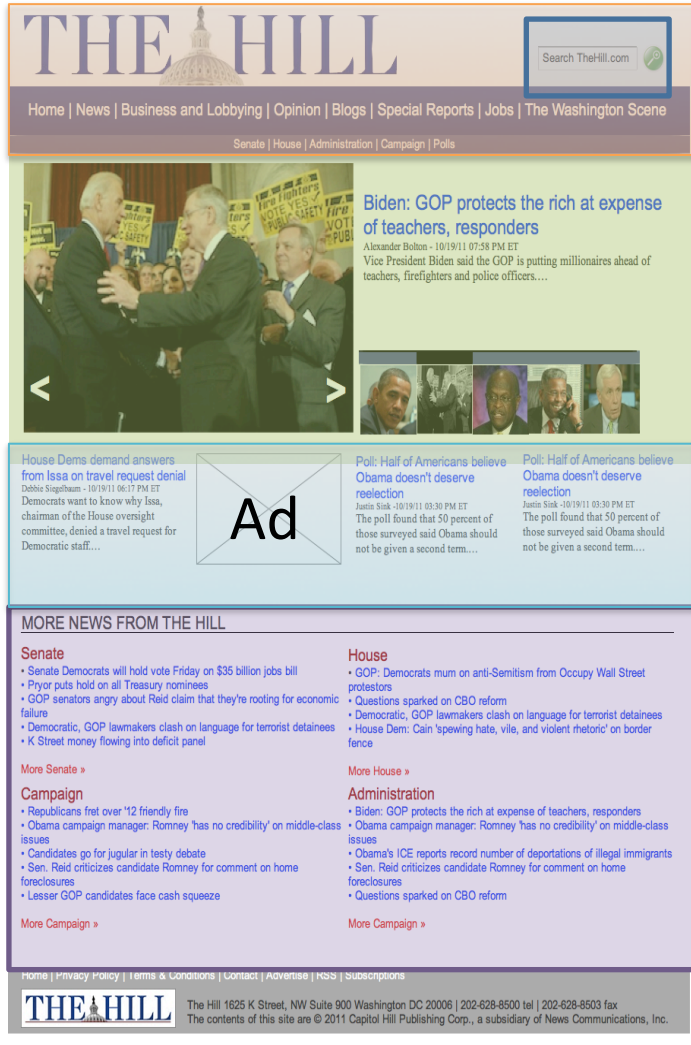 THE HILL
Search TheHill.com
Home | News | Business and Lobbying | Opinion | Blogs | Special Reports | Jobs | The Washington Scene
Senate | House | Administration | Campaign | Polls
Fire Fighters
VOTE YES
PUBLIC SAFETY
Biden: GOP protects the rich at expense
of teachers, responders
Alexander Bolton - 10/19/11 07:58 PM ET
Vice President Biden said the GOP is putting millionaires ahead of
teachers, firefighters and police officers....
<
>
House Dems demand answers
from Issa on travel request denial
Debbie Siegelbaum - 10/19/11 06:17 PM ET
Democrats want to know why Issa,
chairman of the House oversight
committee, denied a travel request for
Democratic staff....
Ad
Poll: Half of Americans believe
Obama doesn't deserve
reelection
Justin Sink -10/19/11 03:30 PM ET
The poll found that 50 percent of
those surveyed said Obama should
not be given a second term....
Poll: Half of Americans believe
Obama doesn't deserve
reelection
Justin Sink -10/19/11 03:30 PM ET
The poll found that 50 percent of
those surveyed said Obama should
not be given a second term....
MORE NEWS FROM THE HILL
Senate
• Senate Democrats will hold vote Friday on $35 billion jobs bill
• Pryor puts hold on all Treasury nominees
• GOP senators angry about Reid claim that they're rooting for economic
failure
• Democratic, GOP lawmakers clash on language for terrorist detainees
• K Street money flowing into deficit panel
More Senate »
House
• GOP: Democrats mum on anti-Semitism from Occupy Wall Street
protestors
• Questions sparked on CBO reform
• Democratic, GOP lawmakers clash on language for terrorist detainees
• House Dem: Cain 'spewing hate, vile, and violent rhetoric' on border
fence
More House »
Campaign
• Republicans fret over '12 friendly fire
• Obama campaign manager: Romney 'has no credibility' on middle-class
issues
• Candidates go for jugular in testy debate
• Sen. Reid criticizes candidate Romney for comment on home
foreclosures
• Lesser GOP candidates face cash squeeze
More Campaign »
Administration
• Biden: GOP protects the rich at expense of teachers, responders
• Obama campaign manager: Romney 'has no credibility' on middle-class
issues
• Obama's ICE reports record number of deportations of illegal immigrants
• Sen. Reid criticizes candidate Romney for comment on home
foreclosures
• Questions sparked on CBO reform
More Campaign »
Home | Privacy Policy | Terms & Conditions | Contact | Advertise | RSS | Subscriptions
THE HILL
The Hill 1625 K Street, NW Suite 900 Washington DC 20006 | 202-628-8500 tel | 202-628-8503 fax
The contents of this site are © 2011 Capitol Hill Publishing Corp., a subsidiary of News Communications, Inc.